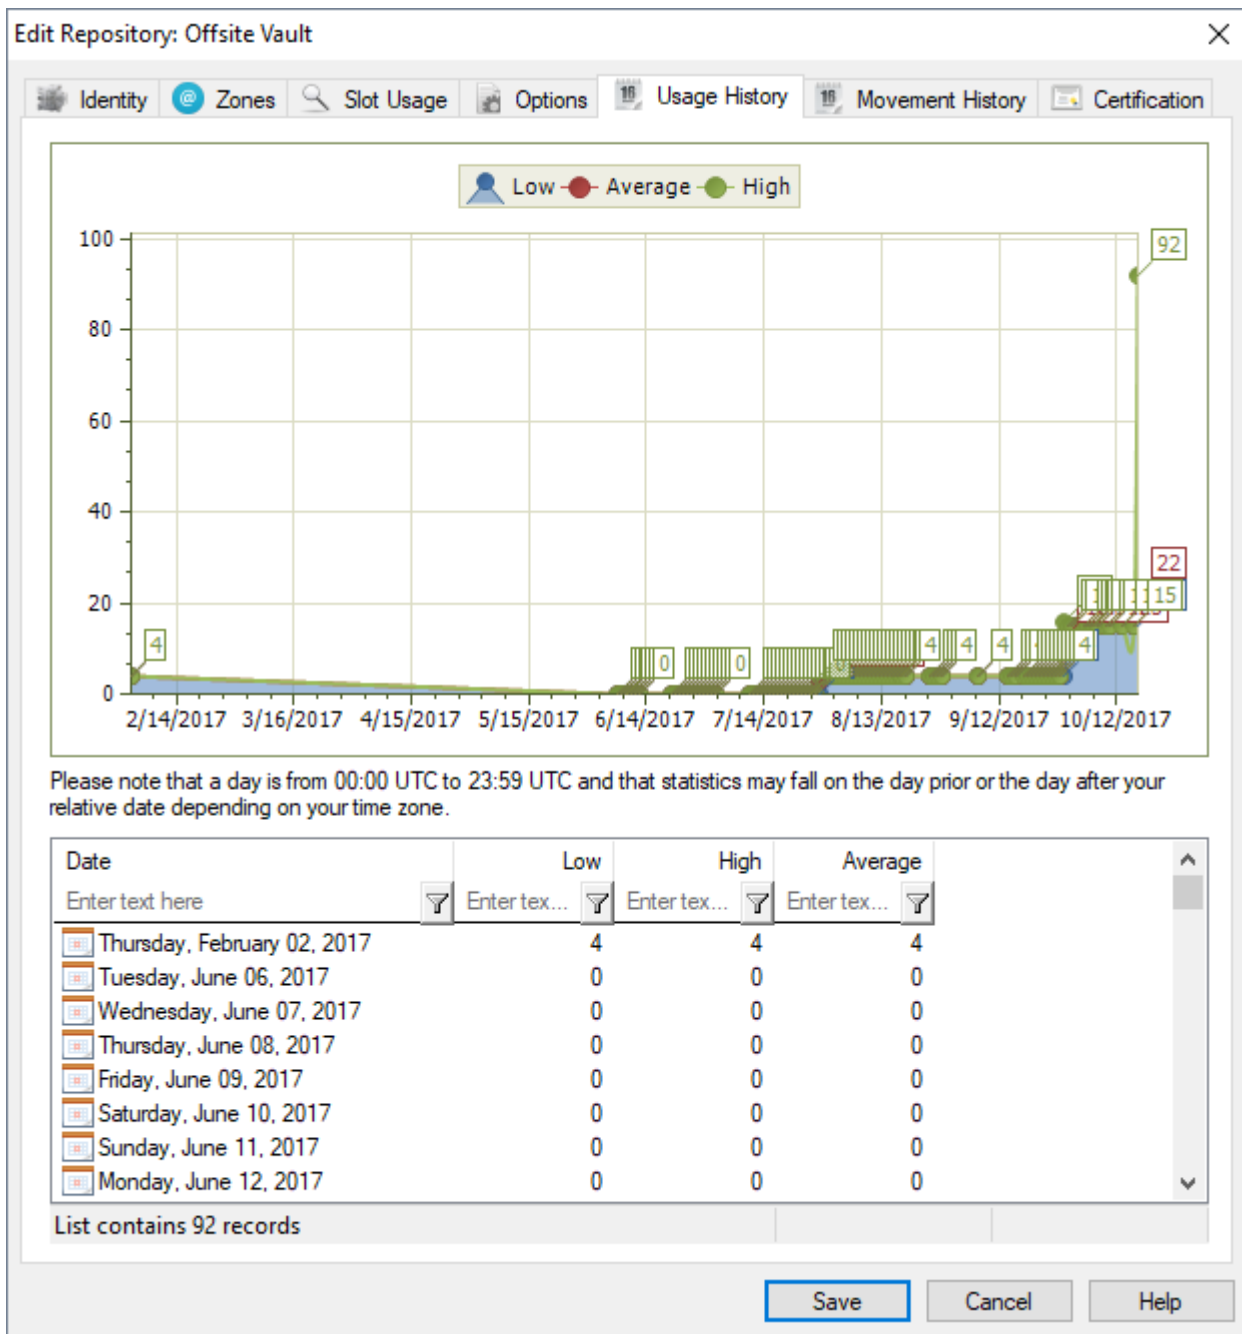 Edit Repository: Offsite Vault
Identity Zones Slot Usage Options Usage History Movement History Certification
Low Average High
100
92
80
60
40
22
20
15
4 0 0 4 4 4 4
0
2/14/2017 3/16/2017 4/15/2017 5/15/2017 6/14/2017 7/14/2017 8/13/2017 9/12/2017 10/12/2017
Please note that a day is from 00:00 UTC to 23:59 UTC and that statistics may fall on the day prior or the day after your
relative date depending on your time zone.
Date Low High Average
Enter text here Enter tex... Enter tex... Enter tex...
Thursday, February 02, 2017 4 4 4
Tuesday, June 06, 2017 0 0 0
Wednesday, June 07, 2017 0 0 0
Thursday, June 08, 2017 0 0 0
Friday, June 09, 2017 0 0 0
Saturday, June 10, 2017 0 0 0
Sunday, June 11, 2017 0 0 0
Monday, June 12, 2017 0 0 0
List contains 92 records
Save Cancel Help